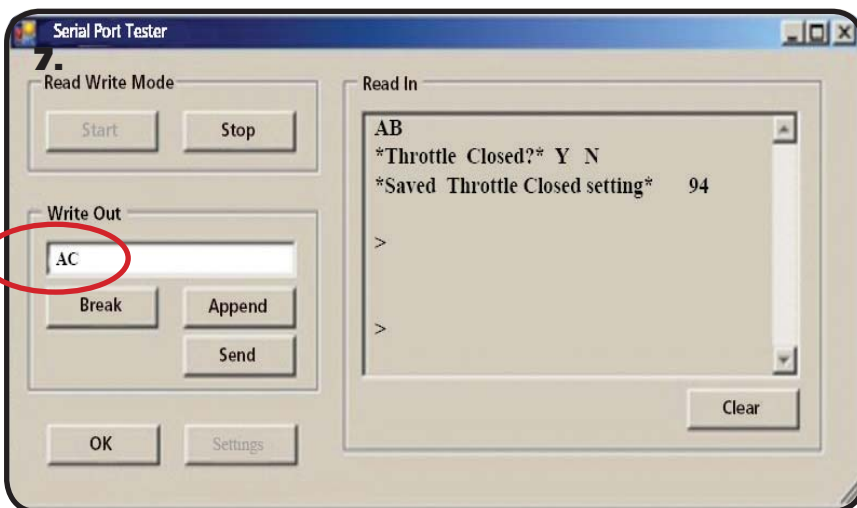 Serial Port Tester
7.
Read Write Mode
Start Stop
Write Out
AC
Break Append
Send
OK Settings
Read In
AB
*Throttle Closed?* Y N
*Saved Throttle Closed setting* 94
>
>
Clear